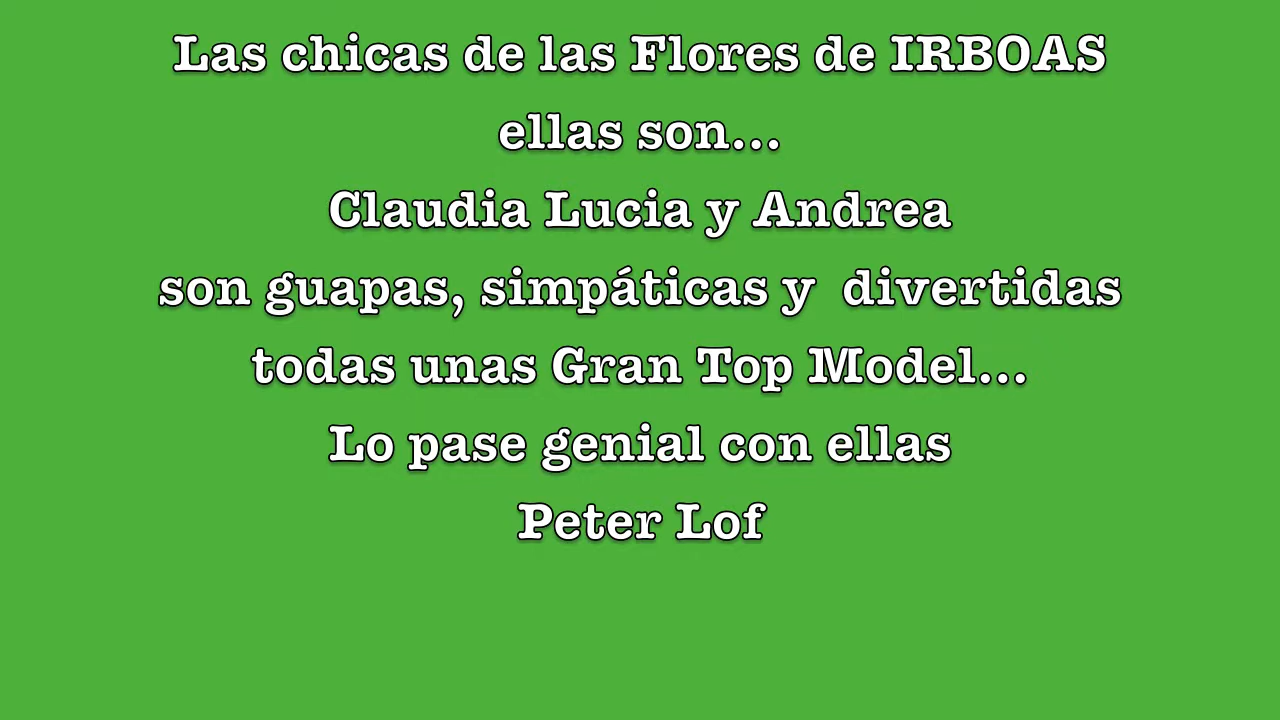 Las chicas de las Flores de IRBOAS
ellas son...
Claudia Lucia y Andrea
son guapas, simpáticas y  divertidas
todas unas Gran Top Model...
Lo pase genial con ellas
Peter Lof